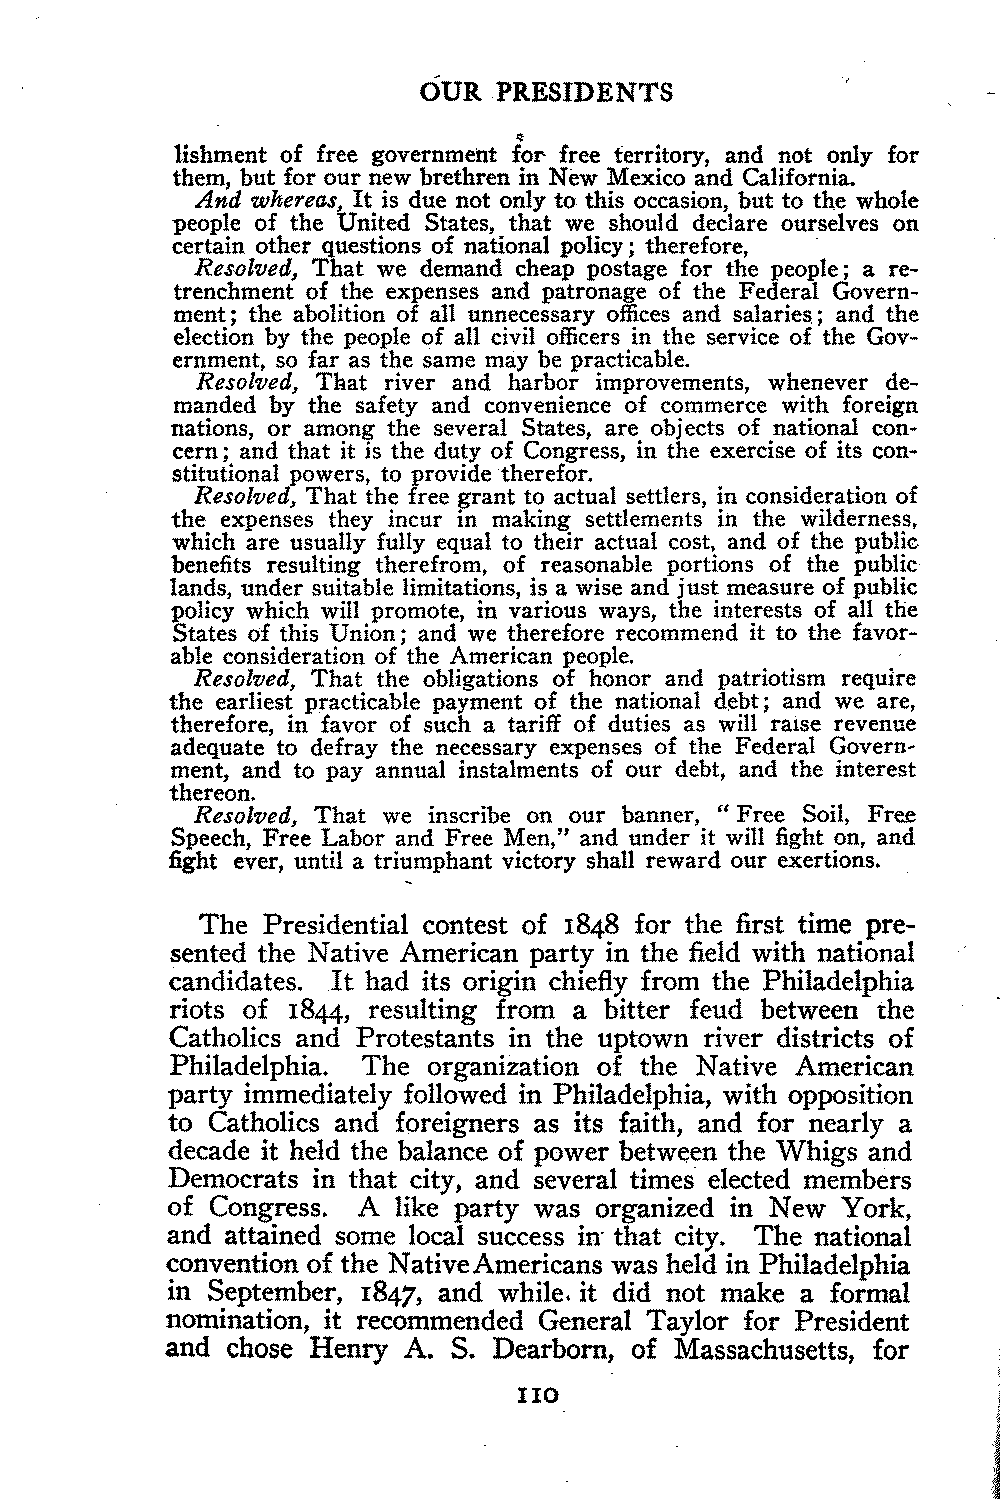 OUR PRESIDENTS
lishment of free government for free territory, and not only for
them, but for our new brethren in New Mexico and California.
And whereas, It is due not only to this occasion, but to the whole
people of the United States, that we should declare ourselves on
certain other questions of national policy; therefore,
Resolved, That we demand cheap postage for the people; a re-
trenchment of the expenses and patronage of the Federal Govern-
ment; the abolition of all unnecessary offices and salaries; and the
election by the people of all civil officers in the service of the Gov-
ernment, so far as the same may be practicable.
Resolved, That river and harbor improvements, whenever de-
manded by the safety and convenience of commerce with foreign
nations, or among the several States, are objects of national con-
cern; and that it is the duty of Congress, in the exercise of its con-
stitutional powers, to provide therefor.
Resolved, That the free grant to actual settlers, in consideration of
the expenses they incur in making settlements in the wilderness,
which are usually fully equal to their actual cost, and of the public
benefits resulting therefrom, of reasonable portions of the public
lands, under suitable limitations, is a wise and just measure of public
policy which will promote, in various ways, the interests of all the
States of this Union; and we therefore recommend it to the favor-
able consideration of the American people.
Resolved, That the obligations of honor and patriotism require
the earliest practicable payment of the national debt; and we are,
therefore, in favor of such a tariff of duties as will raise revenue
adequate to defray the necessary expenses of the Federal Govern-
ment, and to pay annual instalments of our debt, and the interest
thereon.
Resolved, That we inscribe on our banner, "Free Soil, Free
Speech, Free Labor and Free Men," and under it will fight on, and
fight ever, until a triumphant victory shall reward our exertions.
The Presidential contest of 1848 for the first time pre-
sented the Native American party in the field with national
candidates. It had its origin chiefly from the Philadelphia
riots of 1844, resulting from a bitter feud between the
Catholics and Protestants in the uptown river districts of
Philadelphia. The organization of the Native American
party immediately followed in Philadelphia, with opposition
to Catholics and foreigners as its faith, and for nearly a
decade it held the balance of power between the Whigs and
Democrats in that city, and several times elected members
of Congress. A like party was organized in New York,
and attained some local success in that city. The national
convention of the Native Americans was held in Philadelphia
in September, 1847, and while it did not make a formal
nomination, it recommended General Taylor for President
and chose Henry A. S. Dearborn, of Massachusetts, for
110